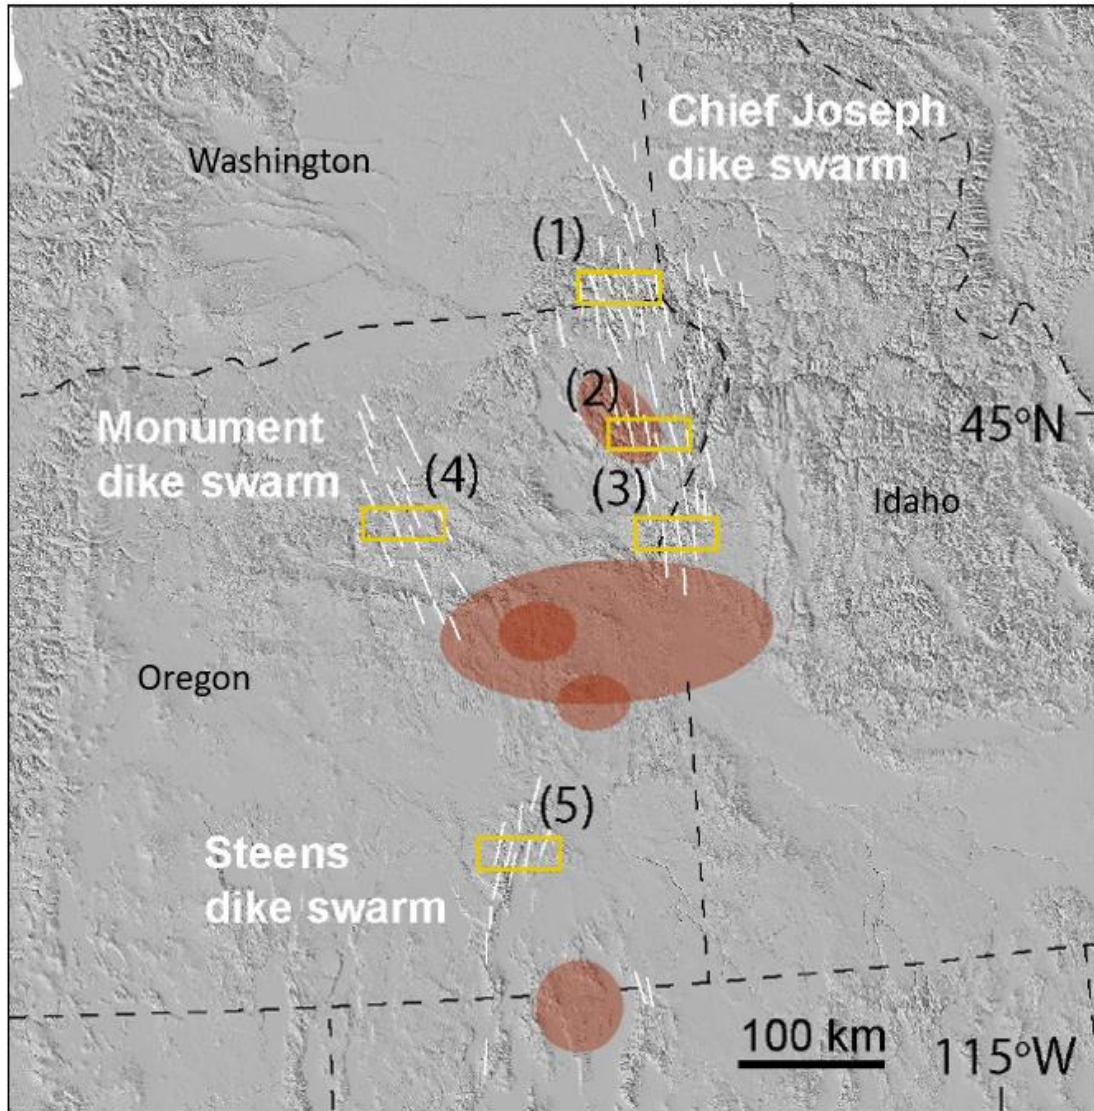 Chief Joseph
dike swarm
Washington
(1)
(2)
45°N
Monument
dike swarm
(4)
(3)
Idaho
Oregon
(5)
Steens
dike swarm
100 km
115°W